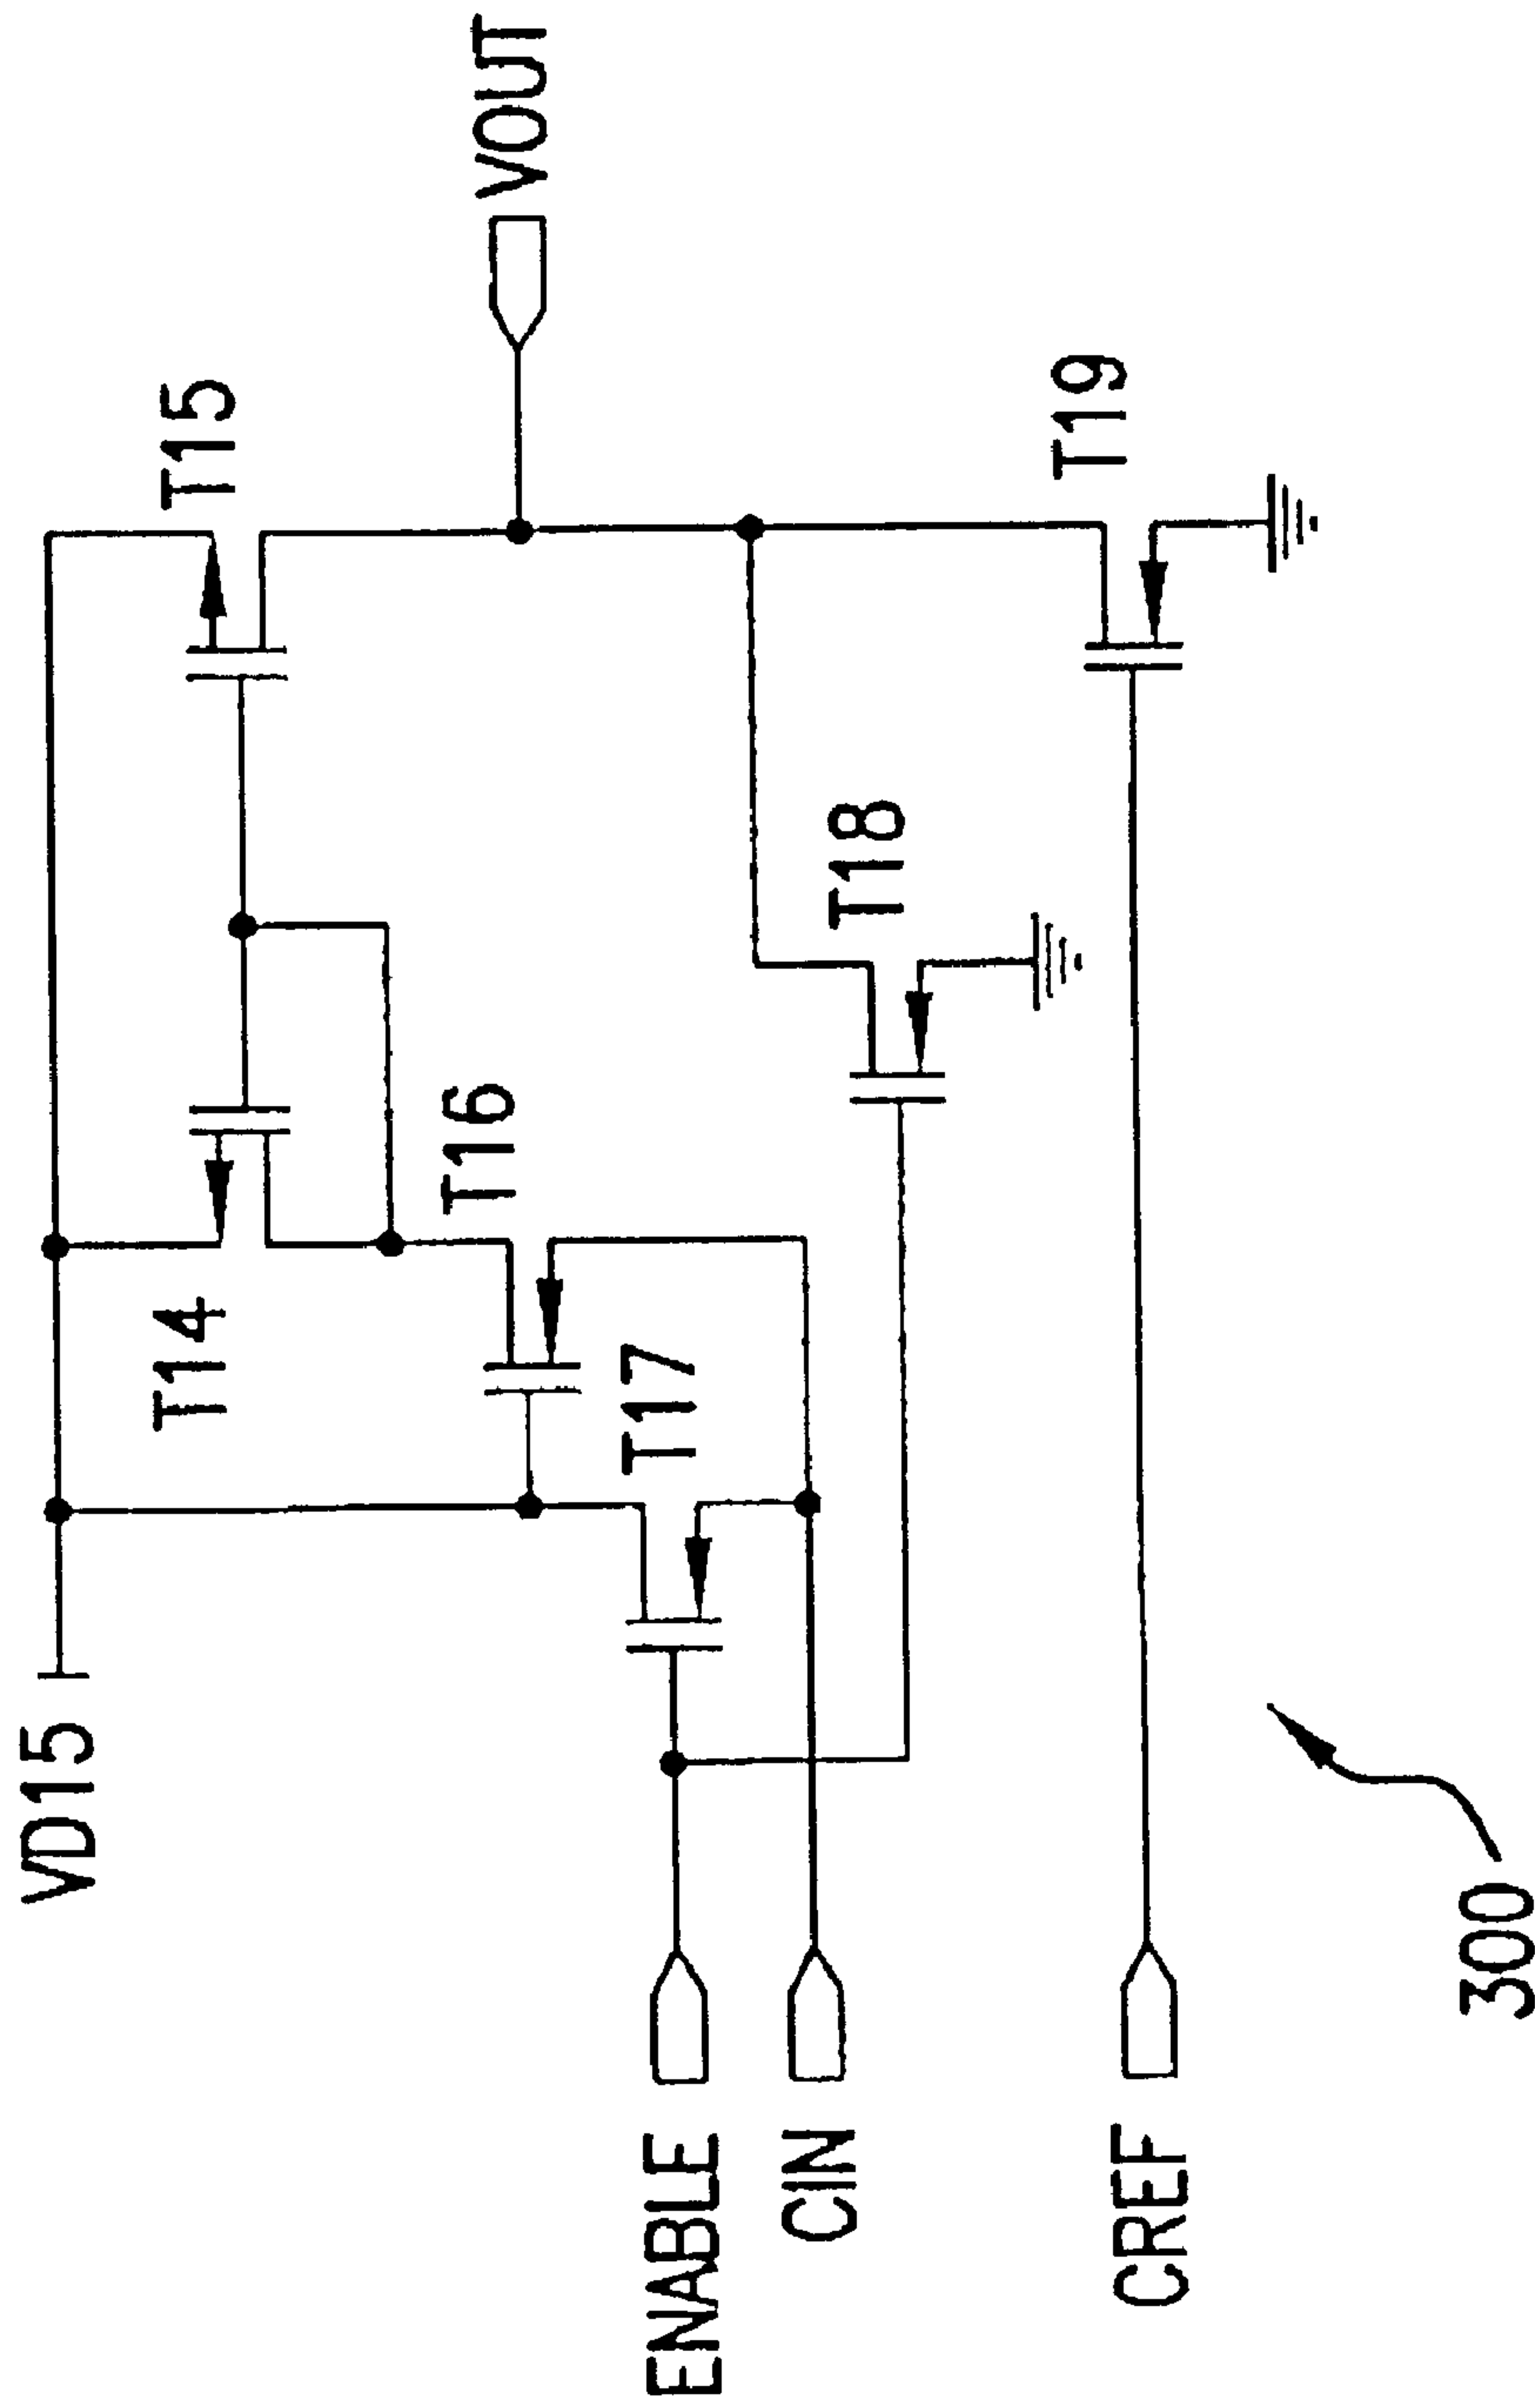 VD15
T14
T15
T16
T17
T18
T19
VOUT
ENABLE
CIN
CREF
300